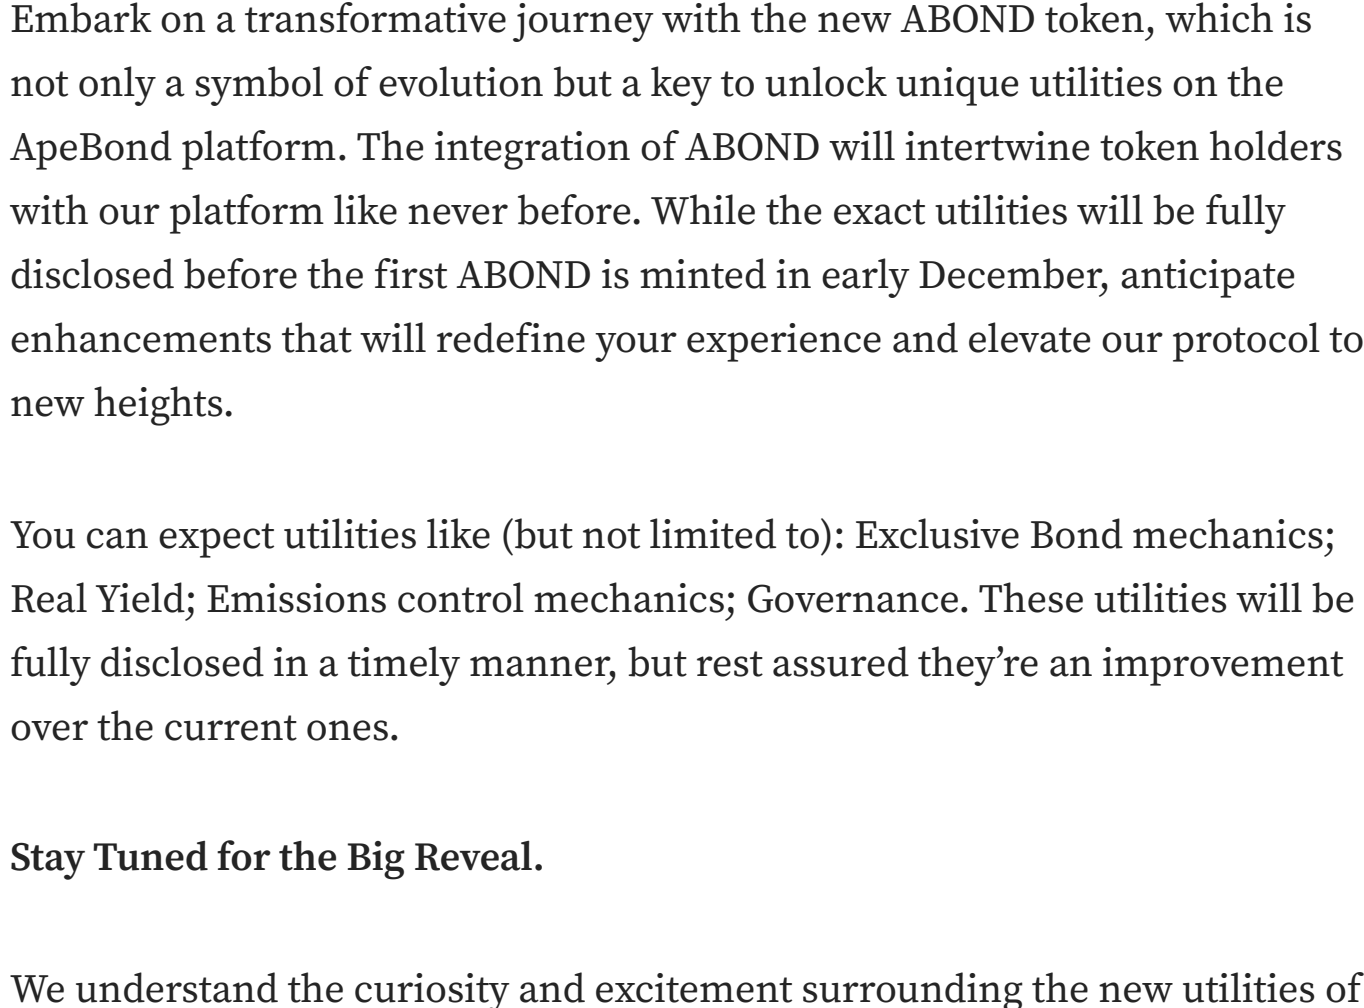 Embark on a transformative journey with the new ABOND token, which is
not only a symbol of evolution but a key to unlock unique utilities on the
ApeBond platform. The integration of ABOND will intertwine token holders
with our platform like never before. While the exact utilities will be fully
disclosed before the first ABOND is minted in early December, anticipate
enhancements that will redefine your experience and elevate our protocol to
new heights.
You can expect utilities like (but not limited to): Exclusive Bond mechanics;
Real Yield; Emissions control mechanics; Governance. These utilities will be
fully disclosed in a timely manner, but rest assured they’re an improvement
over the current ones.
Stay Tuned for the Big Reveal.
We understand the curiosity and excitement surrounding the new utilities of